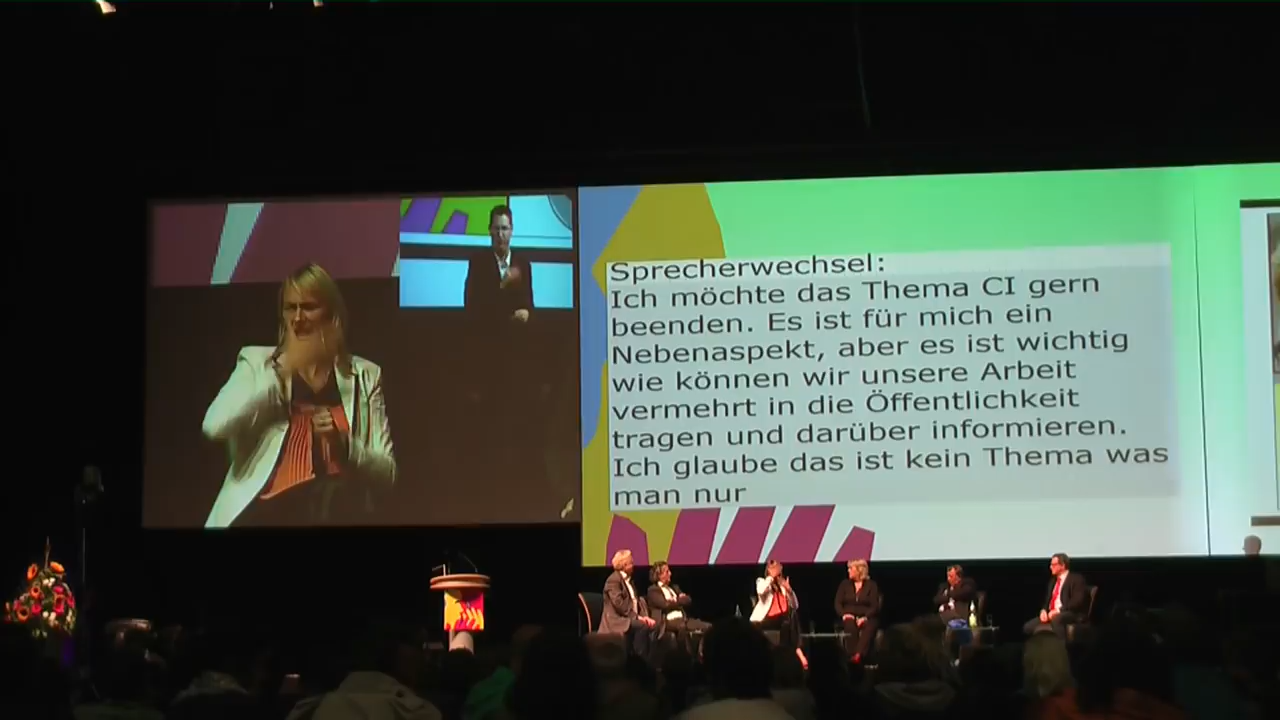 Sprecherwechsel:
Ich möchte das Thema CI gern
beenden. Es ist für mich ein
Nebenaspekt, aber es ist wichtig
wie können wir unsere Arbeit
vermehrt in die Öffentlichkeit
tragen und darüber informieren.
Ich glaube das ist kein Thema was
man nur